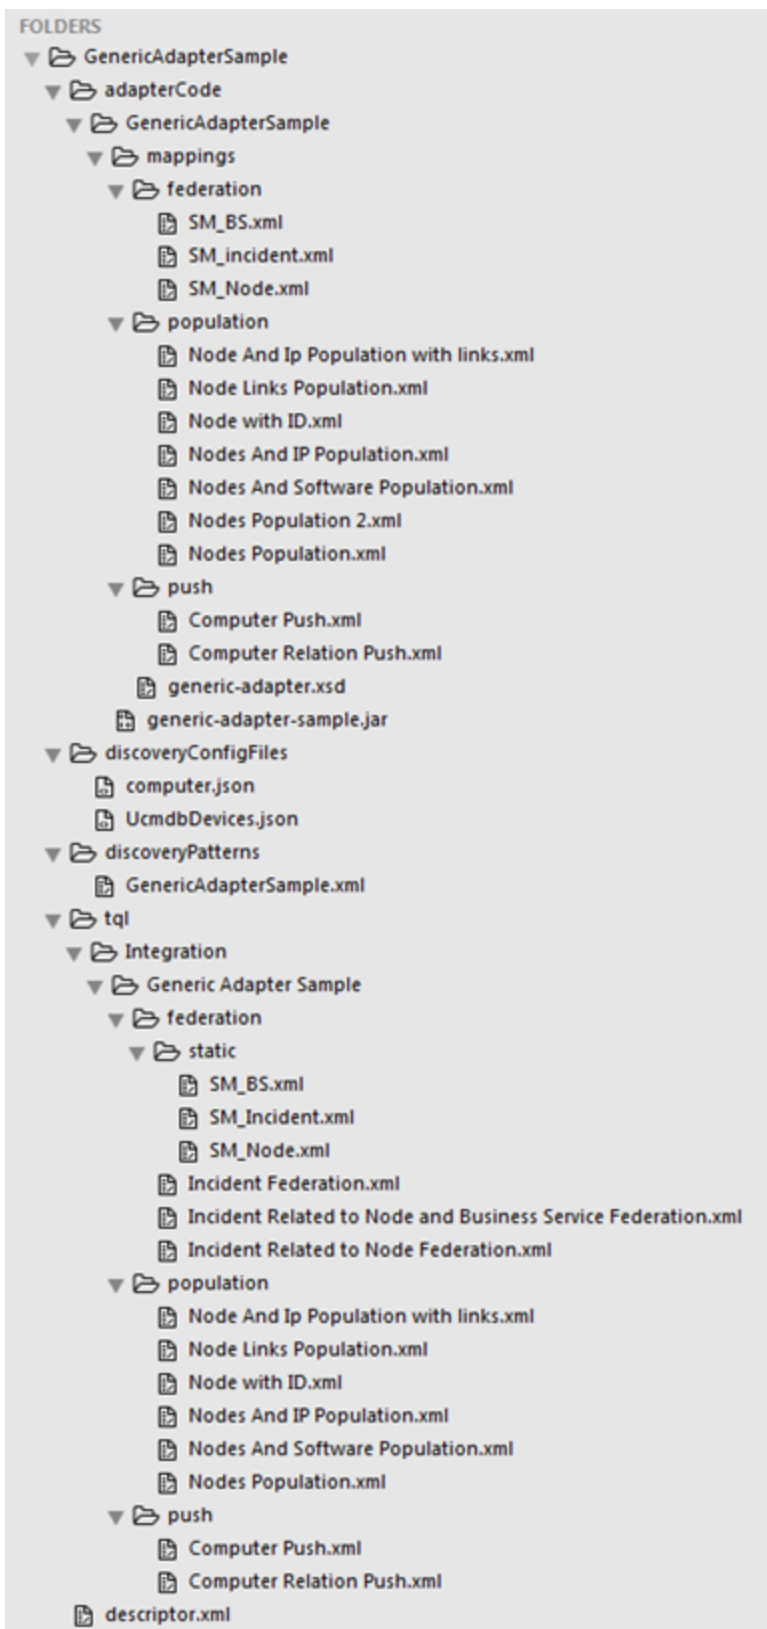 FOLDERS
GenericAdapterSample
adapterCode
GenericAdapterSample
mappings
federation
SM_BS.xml
SM_incident.xml
SM_Node.xml
population
Node And Ip Population with links.xml
Node Links Population.xml
Node with ID.xml
Nodes And IP Population.xml
Nodes And Software Population.xml
Nodes Population 2.xml
Nodes Population.xml
push
Computer Push.xml
Computer Relation Push.xml
generic-adapter.xsd
generic-adapter-sample.jar
discoveryConfigFiles
computer.json
UcmdbDevices.json
discoveryPatterns
GenericAdapterSample.xml
tql
Integration
Generic Adapter Sample
federation
static
SM_BS.xml
SM_Incident.xml
SM_Node.xml
Incident Federation.xml
Incident Related to Node and Business Service Federation.xml
Incident Related to Node Federation.xml
population
Node And Ip Population with links.xml
Node Links Population.xml
Node with ID.xml
Nodes And IP Population.xml
Nodes And Software Population.xml
Nodes Population.xml
push
Computer Push.xml
Computer Relation Push.xml
descriptor.xml